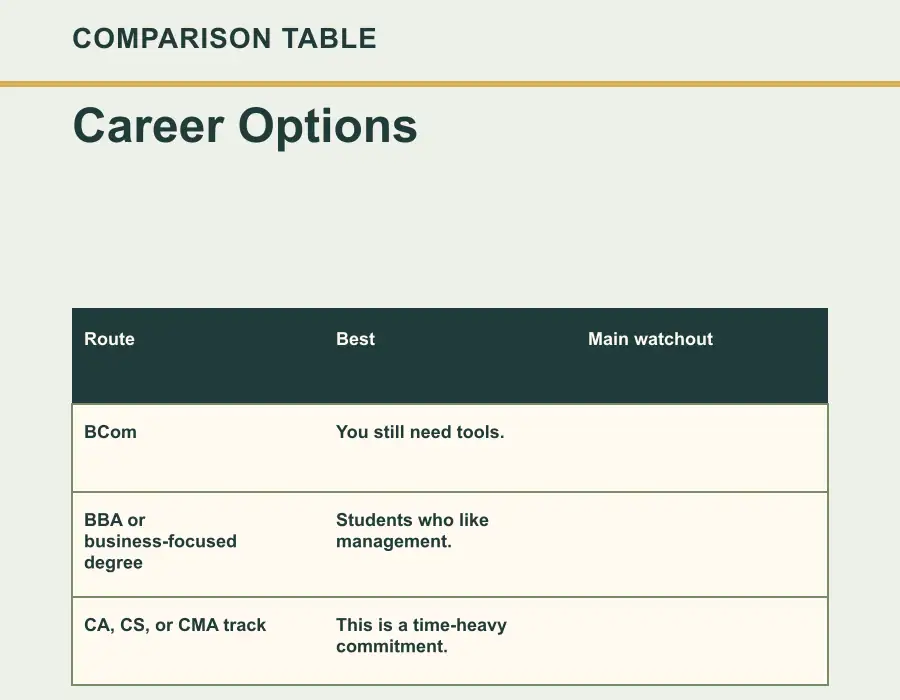 COMPARISON TABLE
Career Options
Route Best Main watchout
BCom You still need tools.
BBA or Students who like
business-focused management.
degree
CA, CS, or CMA track This is a time-heavy
commitment.